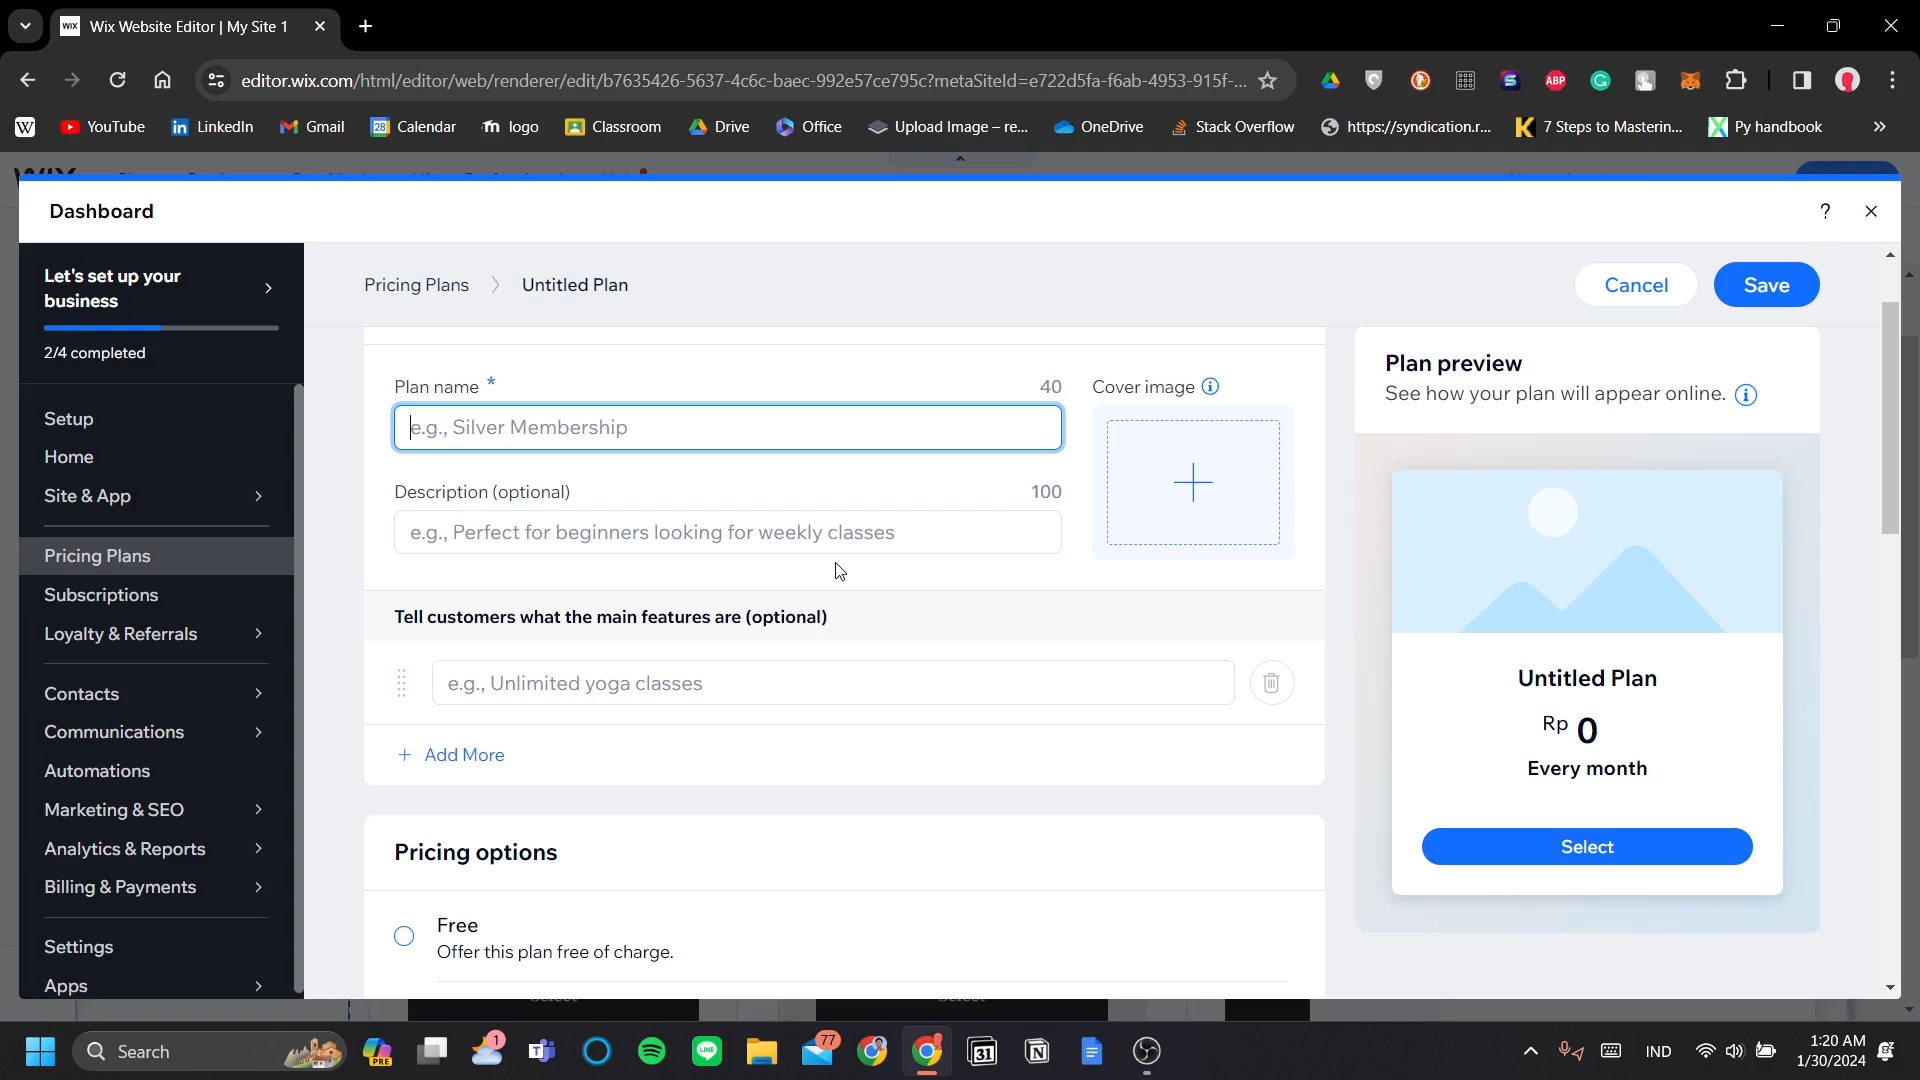 WIX Wix Website Editor | My Site 1
editor.wix.com/html/editor/web/renderer/edit/b7635426-5637-4c6c-baec-992e57ce795c?metaSiteId=e722d5fa-f6ab-4953-915f-...
ABP
YouTube LinkedIn Gmail Calendar logo Classroom Drive Office Upload Image – re... OneDrive Stack Overflow https://syndication.r... 7 Steps to Masterin... Py handbook
Dashboard
Let's set up your
business
2/4 completed
Setup
Home
Site & App
Pricing Plans
Subscriptions
Loyalty & Referrals
Contacts
Communications
Automations
Marketing & SEO
Analytics & Reports
Billing & Payments
Settings
Apps
Pricing Plans > Untitled Plan
Cancel
Save
Plan name * 40
e.g., Silver Membership
Cover image
Description (optional) 100
e.g., Perfect for beginners looking for weekly classes
Tell customers what the main features are (optional)
e.g., Unlimited yoga classes
+ Add More
Pricing options
Free
Offer this plan free of charge.
Plan preview
See how your plan will appear online.
Untitled Plan
Rp 0
Every month
Select
Search
PRE
1
77
LINE
31
IND
1:20 AM
1/30/2024